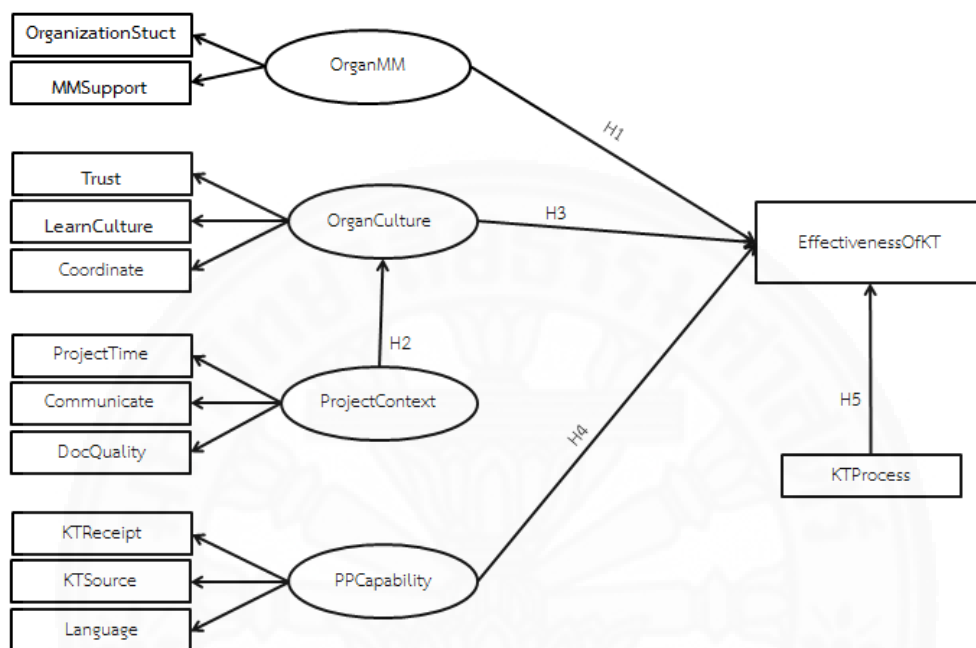 OrganizationStuct
OrganMM
MMSupport
H1
Trust
OrganCulture
H3
LearnCulture
EffectivenessOfKT
Coordinate
H2
ProjectTime
Communicate
ProjectContext
H5
DocQuality
H4
KTProcess
KTReceipt
KTSource
PPCapability
Language